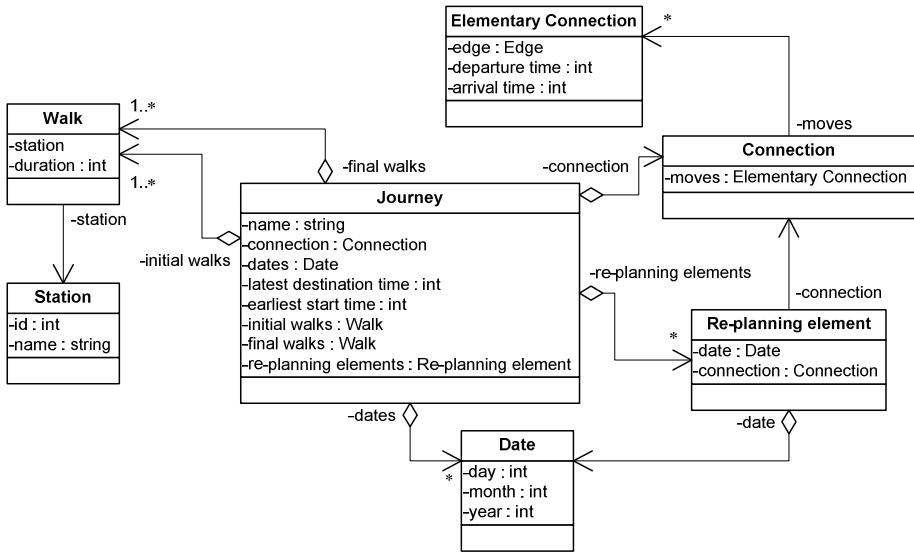 Elementary Connection
-edge : Edge
-departure time : int
-arrival time : int
*
-moves
Walk
-station
-duration : int
1..*
1..*
-final walks
-initial walks
-station
Station
-id : int
-name : string
Journey
-name : string
-connection : Connection
-dates : Date
-latest destination time : int
-earliest start time : int
-initial walks : Walk
-final walks : Walk
-re-planning elements : Re-planning element
-connection
Connection
-moves : Elementary Connection
-re-planning elements
*
-connection
Re-planning element
-date : Date
-connection : Connection
-dates
*
-date
Date
-day : int
-month : int
-year : int